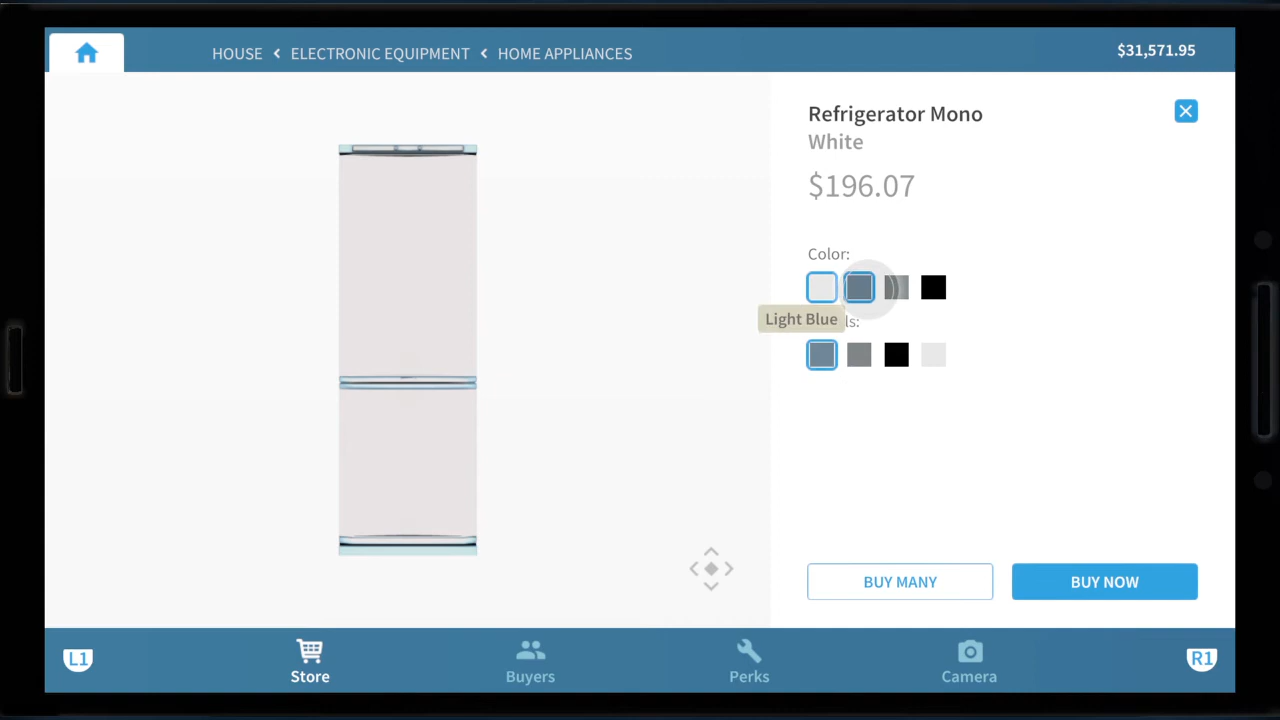 HOUSE ELECTRONIC EQUIPMENT HOME APPLIANCES
$31,571.95
Refrigerator Mono
White
$196.07
Color:
Light Blue
BUY MANY BUY NOW
L1 Store Buyers Perks Camera R1